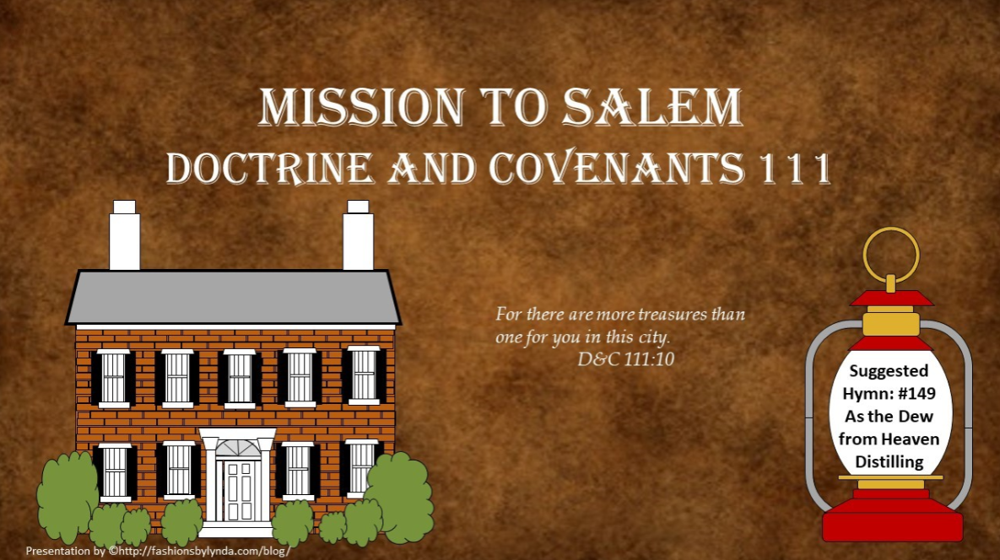 MISSION TO SALEM
DOCTRINE AND COVENANTS 111
For there are more treasures than
one for you in this city.
D&C 111:10
Suggested
Hymn: #149
As the Dew
from Heaven
Distilling
Presentation by ©http://fashionsbylynda.com/blog/